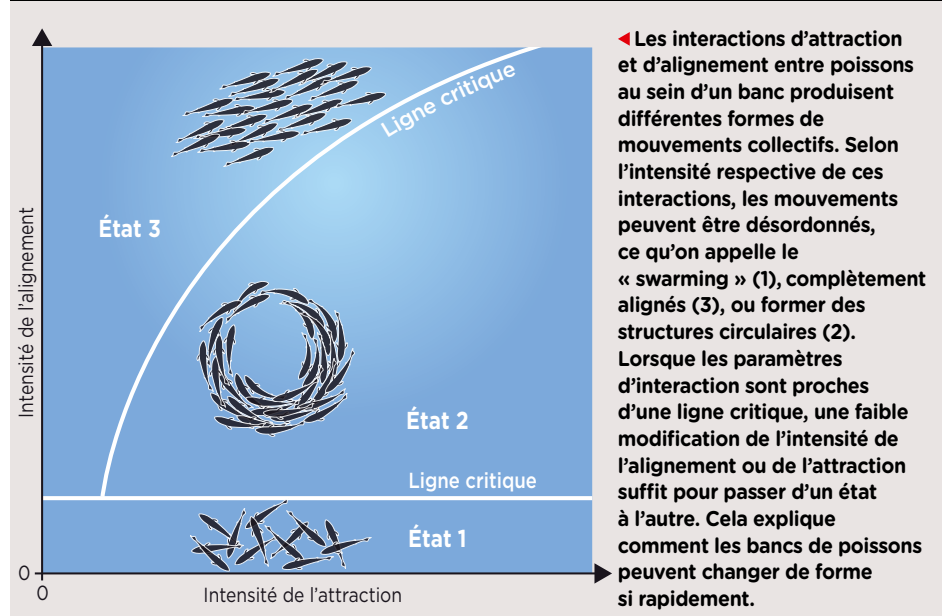 Ligne critique
État 3
Intensité de l'alignement
État 2
Ligne critique
État 1
0
0
Intensité de l'attraction
Les interactions d'attraction
et d'alignement entre poissons
au sein d'un banc produisent
différentes formes de
mouvements collectifs. Selon
l'intensité respective de ces
interactions, les mouvements
peuvent être désordonnés,
ce qu'on appelle le
« swarming » (1), complètement
alignés (3), ou former des
structures circulaires (2).
Lorsque les paramètres
d'interaction sont proches
d'une ligne critique, une faible
modification de l'intensité de
l'alignement ou de l'attraction
suffit pour passer d'un état
à l'autre. Cela explique
comment les bancs de poissons
peuvent changer de forme
si rapidement.